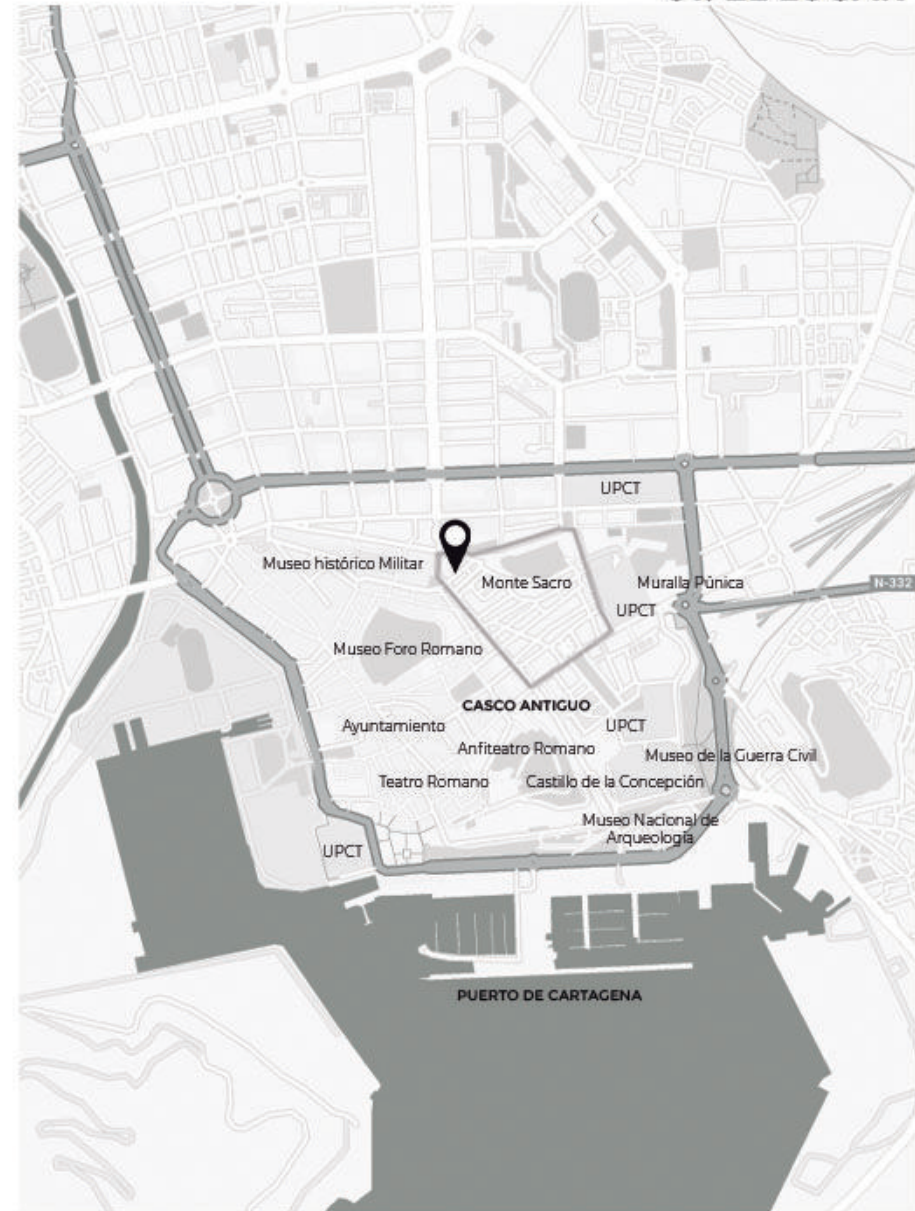 UPCT
Museo histórico Militar
Monte Sacro
Muralla Púnica
N-332
UPCT
Museo Foro Romano
CASCO ANTIGUO
Ayuntamiento
UPCT
Anfiteatro Romano
Museo de la Guerra Civil
Teatro Romano
Castillo de la Concepción
Museo Nacional de
Arqueología
UPCT
PUERTO DE CARTAGENA